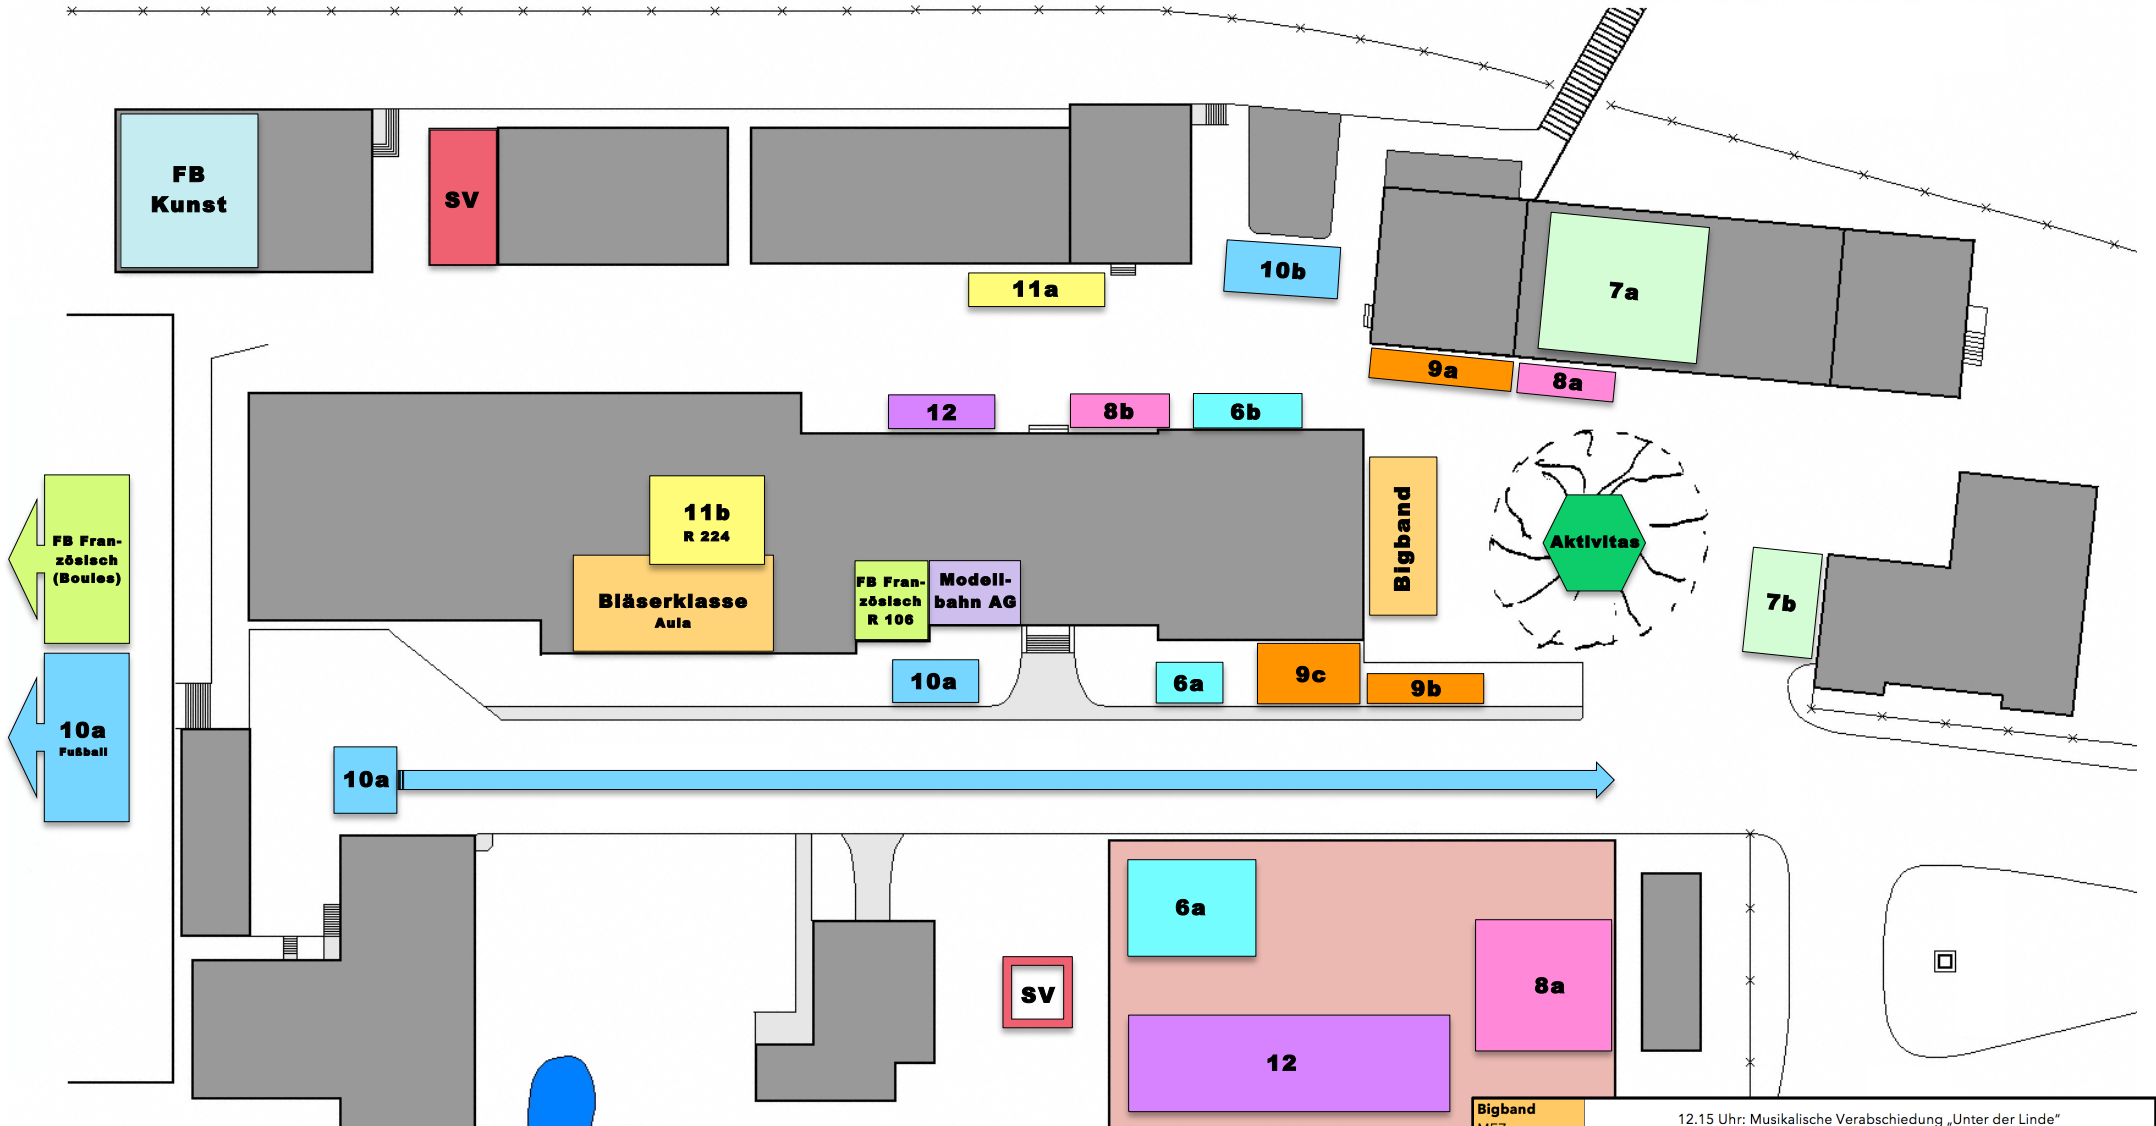 FB
Kunst
SV
11a
10b
7a
9a
8a
12
8b
6b
11b
R 224
Bläserklasse
Aula
FB Fran-
zösisch
R 106
Modell-
bahn AG
Bigband
Aktivitas
7b
FB Fran-
zösisch
(Boules)
10a
Fußball
10a
6a
9c
9b
10a
6a
8a
SV
12
Bigband
12.15 Uhr: Musikalische Verabschiedung „Unter der Linde“